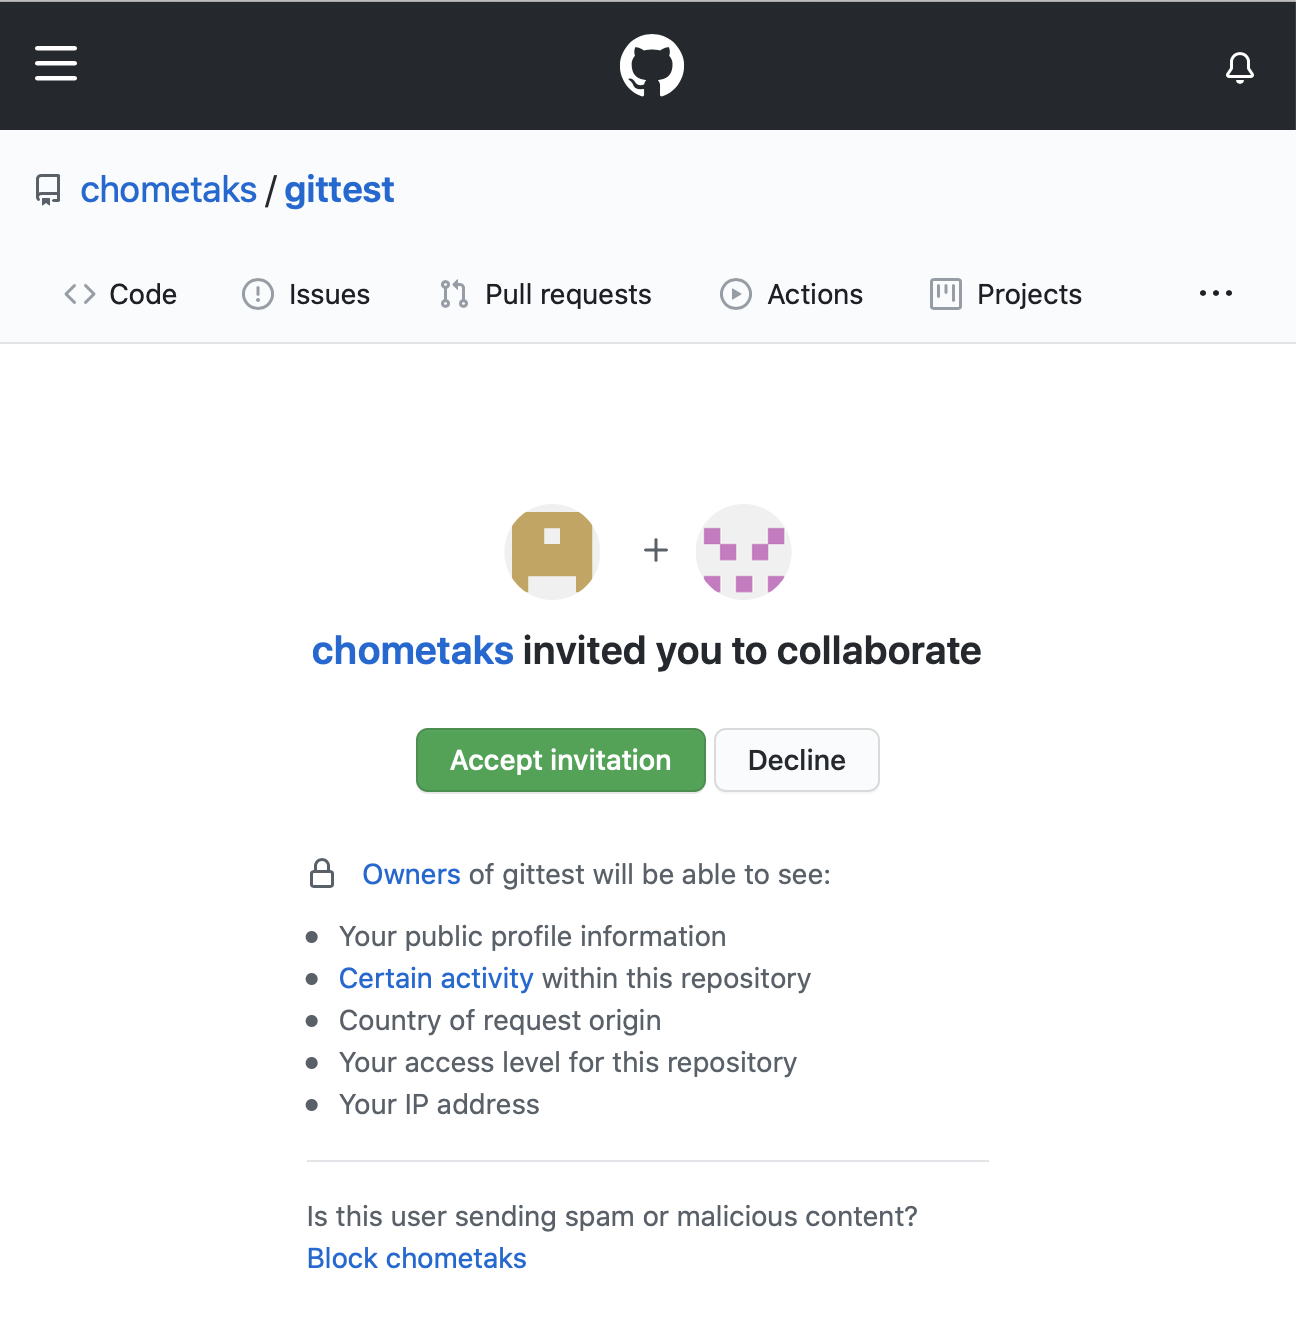 chometaks / gittest
Code Issues Pull requests Actions Projects ...
chometaks invited you to collaborate
Accept invitation Decline
Owners of gittest will be able to see:
Your public profile information
Certain activity within this repository
Country of request origin
Your access level for this repository
Your IP address
Is this user sending spam or malicious content?
Block chometaks